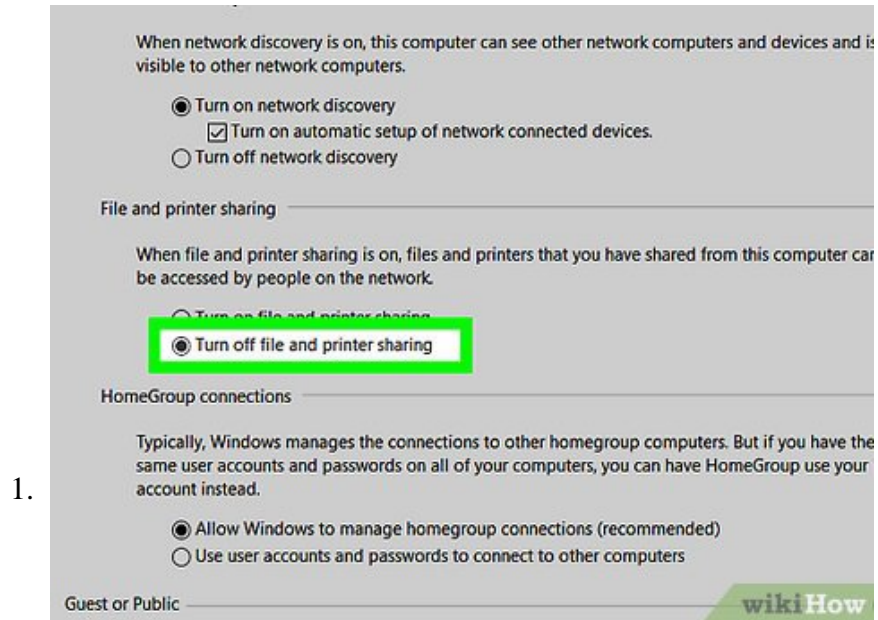 When network discovery is on, this computer can see other network computers and devices and is
visible to other network computers.
Turn on network discovery
Turn on automatic setup of network connected devices.
Turn off network discovery
File and printer sharing
When file and printer sharing is on, files and printers that you have shared from this computer can
be accessed by people on the network.
Turn on file and printer sharing
Turn off file and printer sharing
HomeGroup connections
Typically, Windows manages the connections to other homegroup computers. But if you have the
same user accounts and passwords on all of your computers, you can have HomeGroup use your
1.
account instead.
Allow Windows to manage homegroup connections (recommended)
Use user accounts and passwords to connect to other computers
Guest or Public
wikiHow